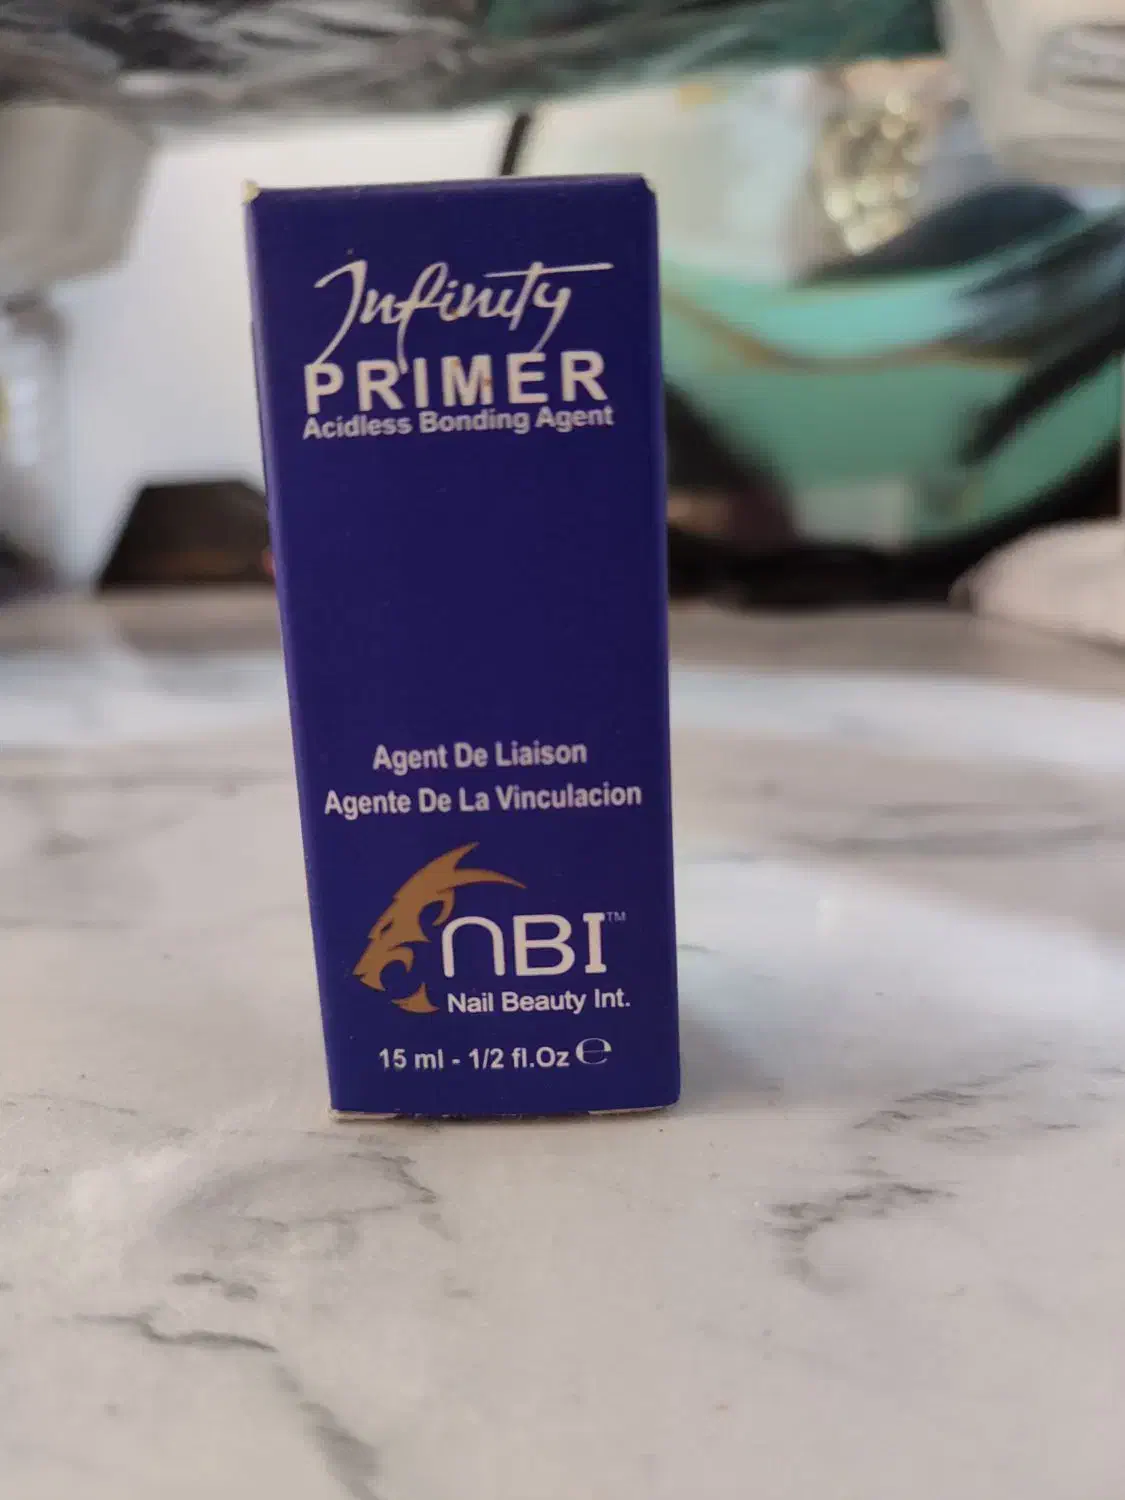 Infinity
PRIMER
Acidless Bonding Agent
Agent De Liaison
Agente De La Vinculacion
nBI™
Nail Beauty Int.
15 ml - 1/2 fl.Oz ℮